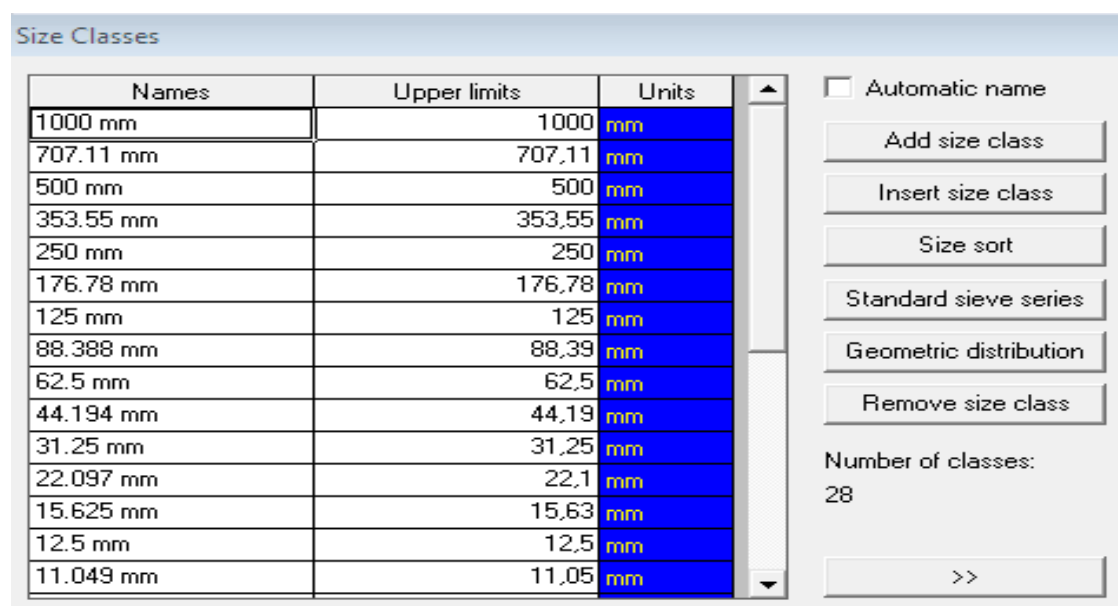 Size Classes
Names Upper limits Units
1000 mm 1000 mm
707.11 mm 707,11 mm
500 mm 500 mm
353.55 mm 353,55 mm
250 mm 250 mm
176.78 mm 176,78 mm
125 mm 125 mm
88.388 mm 88,39 mm
62.5 mm 62,5 mm
44.194 mm 44,19 mm
31.25 mm 31,25 mm
22.097 mm 22,1 mm
15.625 mm 15,63 mm
12.5 mm 12,5 mm
11.049 mm 11,05 mm
Automatic name
Add size class
Insert size class
Size sort
Standard sieve series
Geometric distribution
Remove size class
Number of classes:
28
>>